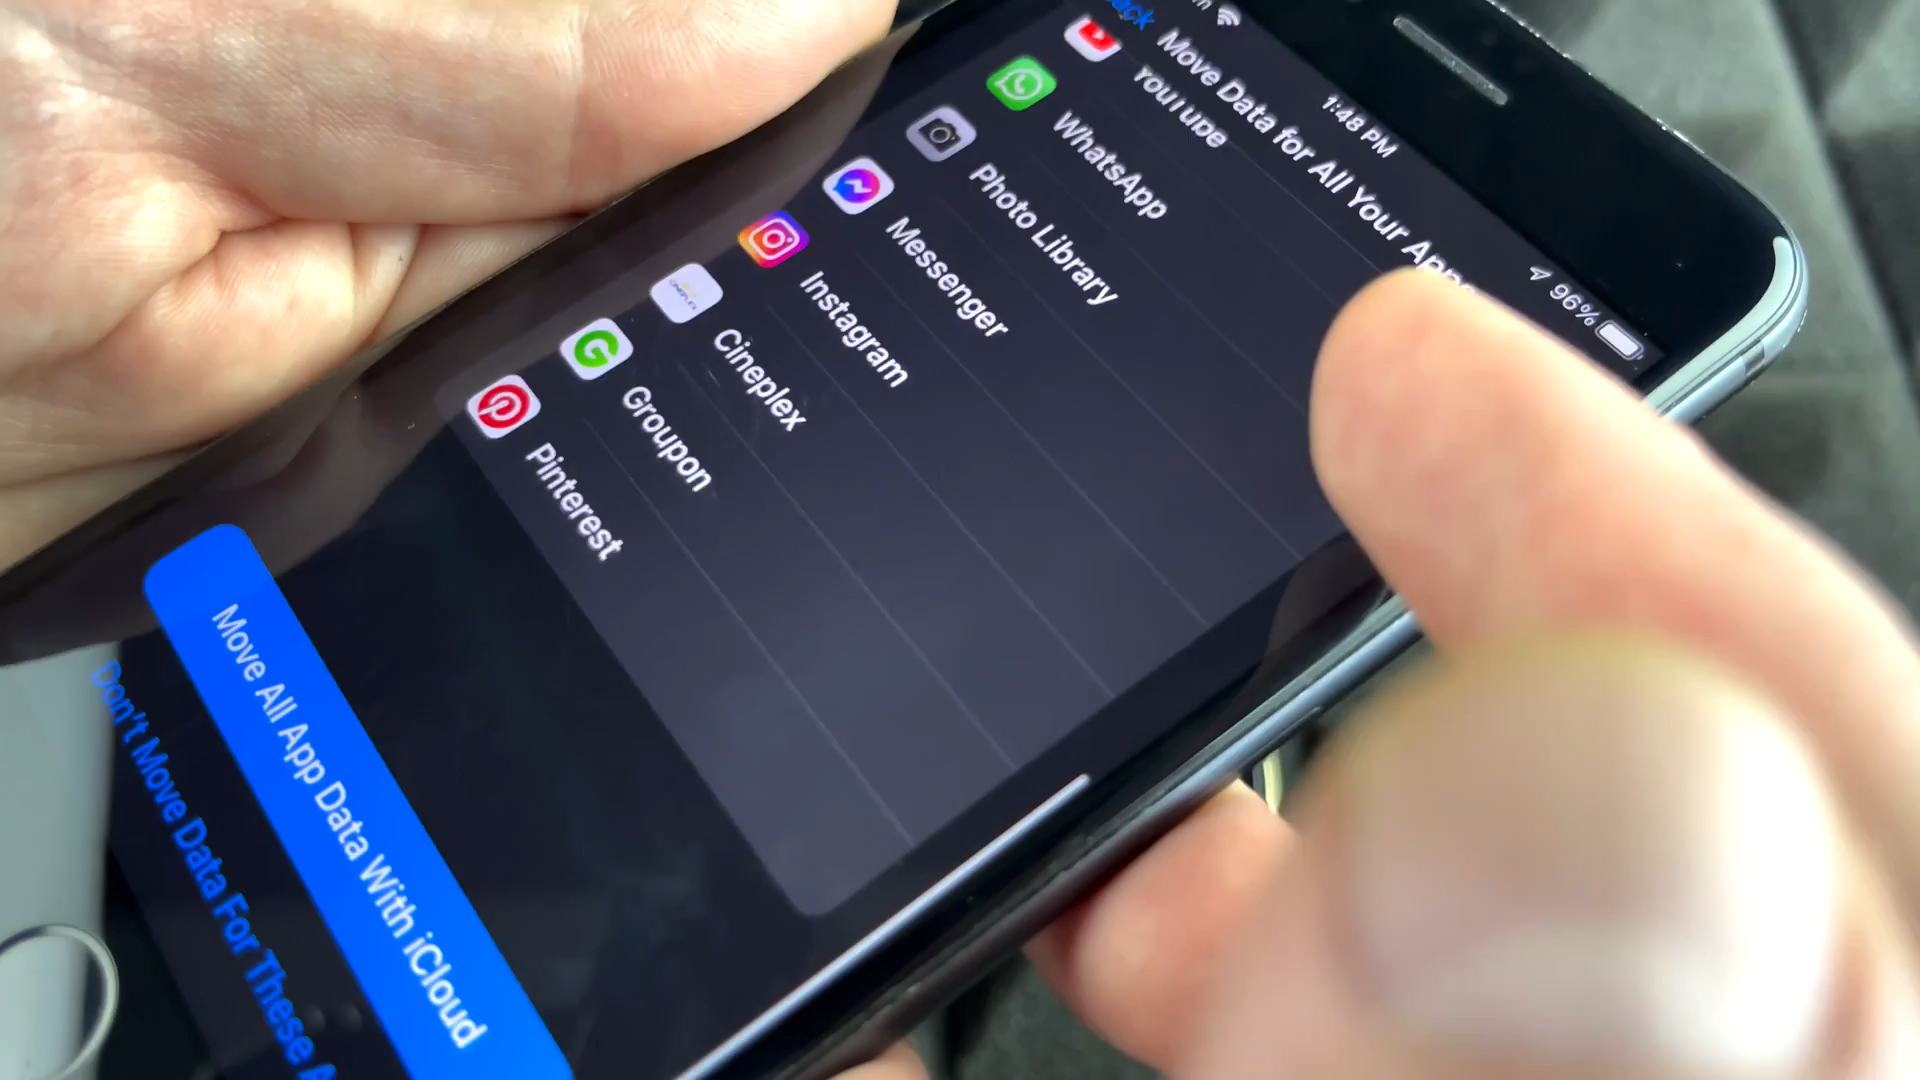 1:48 PM
96%
Move Data for All Your Apps
YouTube
WhatsApp
Photo Library
Messenger
Instagram
Cineplex
Groupon
Pinterest
Move All App Data With iCloud
Don't Move Data For These A